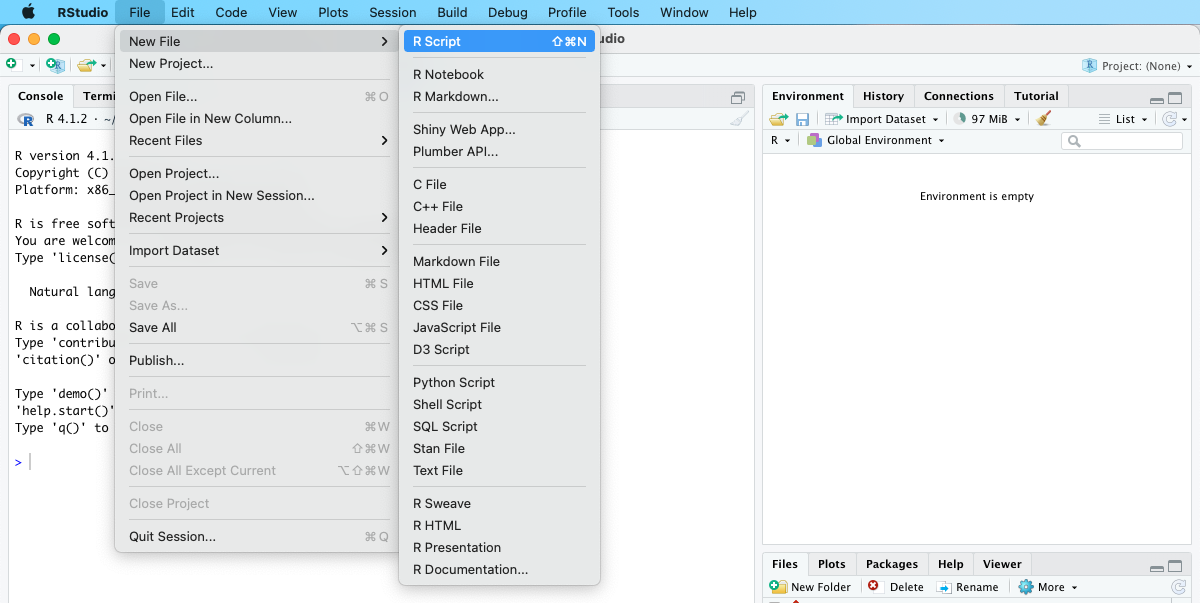 RStudio File Edit Code View Plots Session Build Debug Profile Tools Window Help
udio
Project: (None)
New File
New Project...
Open File... ⌘O
Open File in New Column...
Recent Files
Open Project...
Open Project in New Session...
Recent Projects
Import Dataset
Save ⌘S
Save As...
Save All ⌥⌘S
Publish...
Print...
Close ⌘W
Close All ⇧⌘W
Close All Except Current ⌥⇧⌘W
Close Project
Quit Session... ⌘Q
R Script ⇧⌘N
R Notebook
R Markdown...
Shiny Web App...
Plumber API...
C File
C++ File
Header File
Markdown File
HTML File
CSS File
JavaScript File
D3 Script
Python Script
Shell Script
SQL Script
Stan File
Text File
R Sweave
R HTML
R Presentation
R Documentation...
Console Termi
R 4.1.2 · ~/
R version 4.1.
Copyright (C)
Platform: x86_
R is free soft
You are welcom
Type 'license(
Natural lang
R is a collabo
Type 'contribu
'citation()' o
Type 'demo()'
'help.start()'
Type 'q()' to
>
Environment History Connections Tutorial
Import Dataset 97 MiB List
R Global Environment
Environment is empty
Files Plots Packages Help Viewer
New Folder Delete Rename More